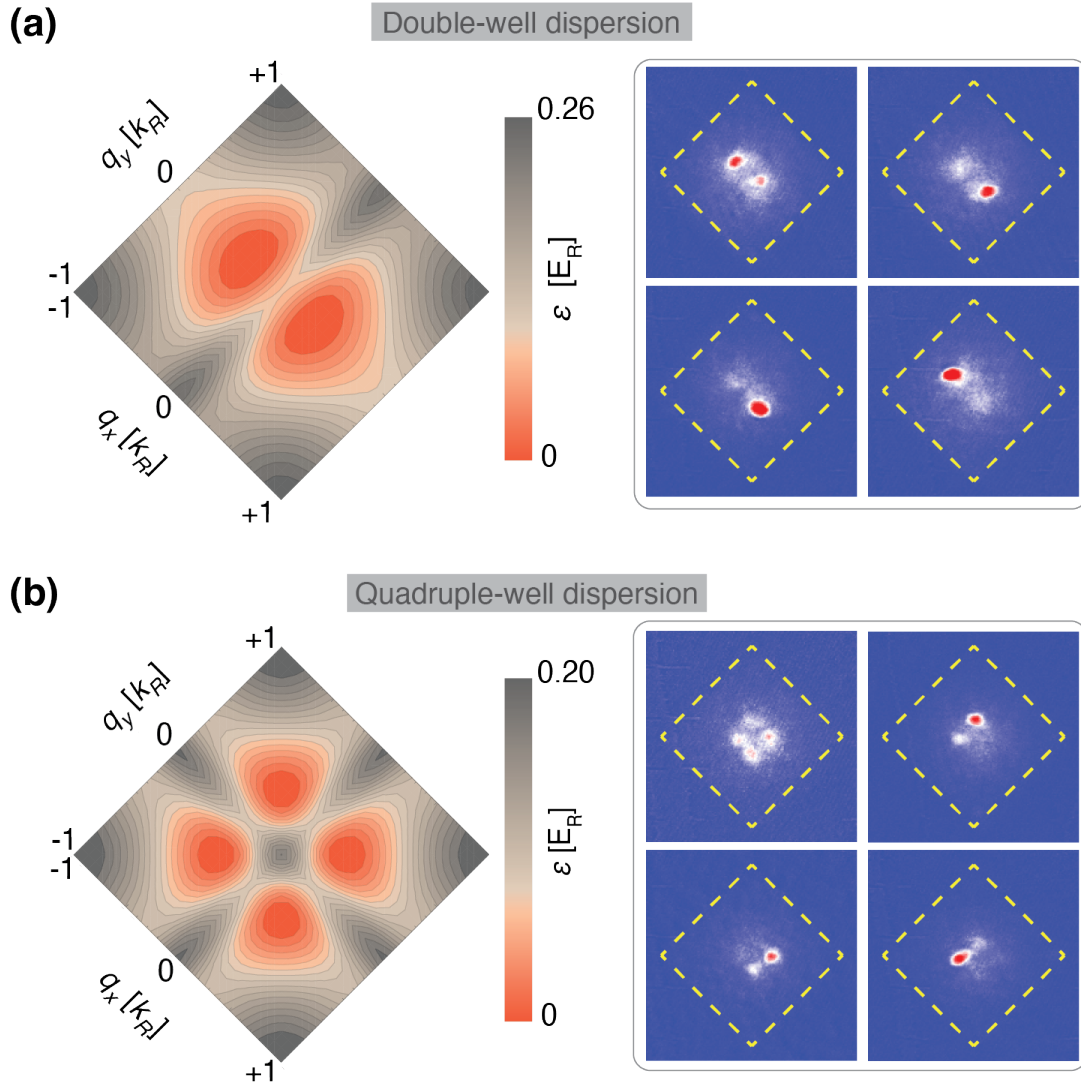 (a)
Double-well dispersion
+1
q_y [k_R]
0
-1
-1
0
q_x [k_R]
+1
0.26
ε [E_R]
0
(b)
Quadruple-well dispersion
+1
q_y [k_R]
0
-1
-1
0
q_x [k_R]
+1
0.20
ε [E_R]
0